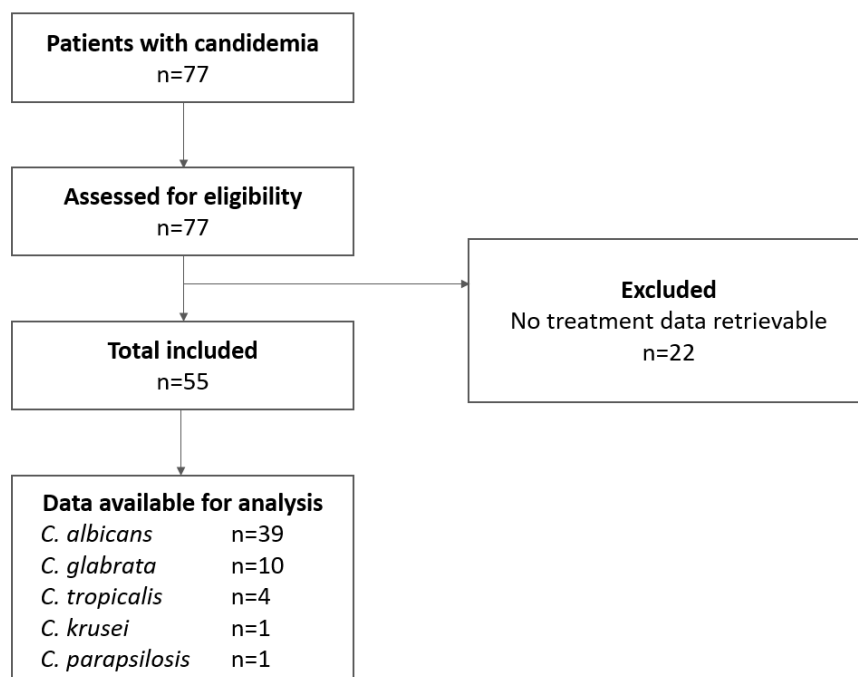 Patients with candidemia
n=77
Assessed for eligibility
n=77
Excluded
No treatment data retrievable
n=22
Total included
n=55
Data available for analysis
C. albicans n=39
C. glabrata n=10
C. tropicalis n=4
C. krusei n=1
C. parapsilosis n=1